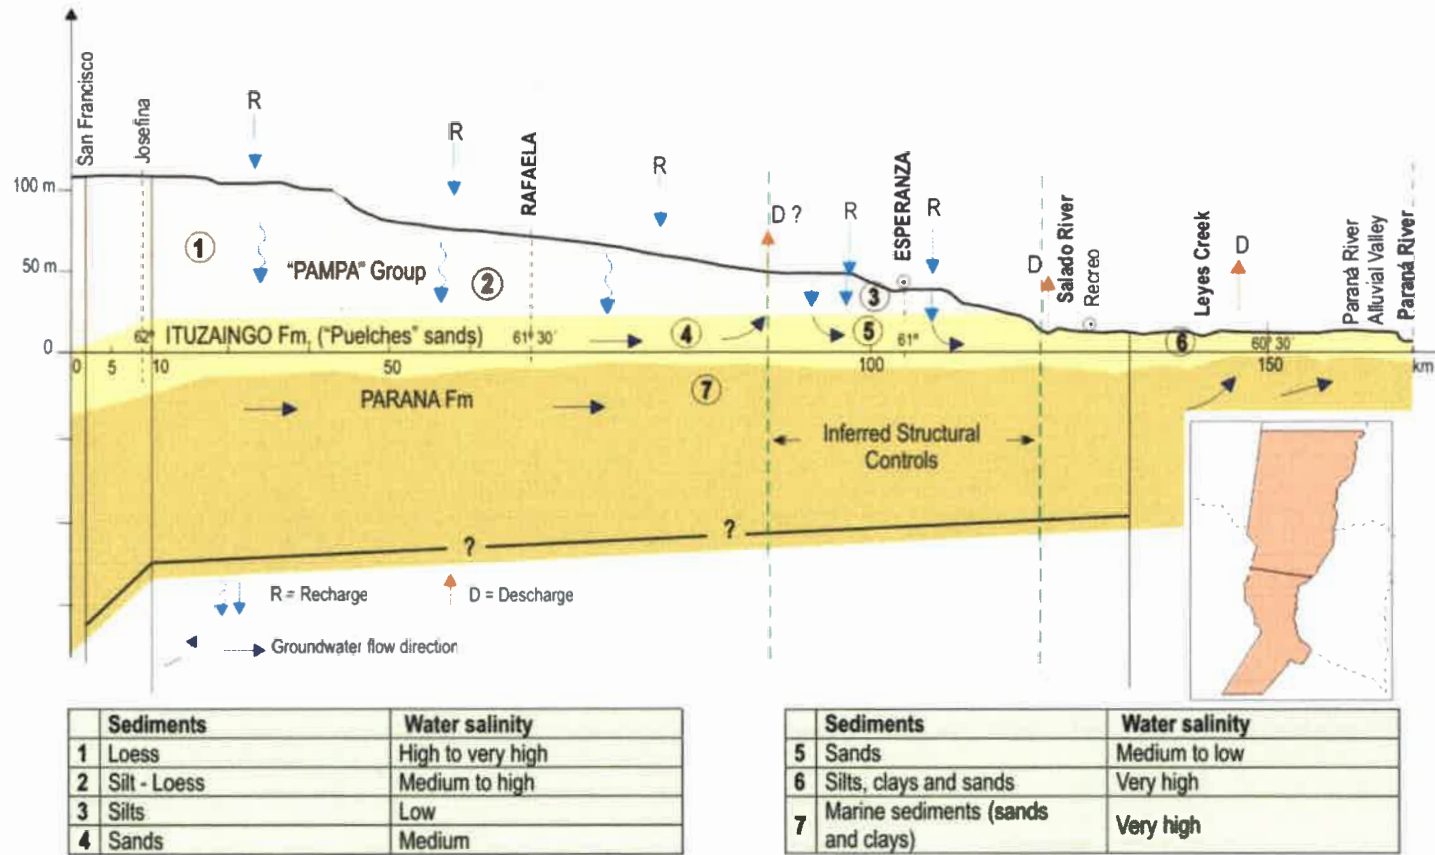 San Francisco
Josefina
R
R
RAFAELA
R
D ?
R
ESPERANZA
R
D
Salado River
Recreo
Leyes Creek
D
Paraná River
Alluvial Valley
Paraná River
100 m
50 m
0
1
"PAMPA" Group
2
3
62° ITUZAINGO Fm. ("Puelches" sands) 61° 30´
4
5
61°
6
60° 30´
0 5 10 50 100 150 km
PARANA Fm
7
Inferred Structural
Controls
?
?
R = Recharge
D = Descharge
Groundwater flow direction
Sediments Water salinity
1 Loess High to very high
2 Silt - Loess Medium to high
3 Silts Low
4 Sands Medium
Sediments Water salinity
5 Sands Medium to low
6 Silts, clays and sands Very high
7 Marine sediments (sands
and clays) Very high